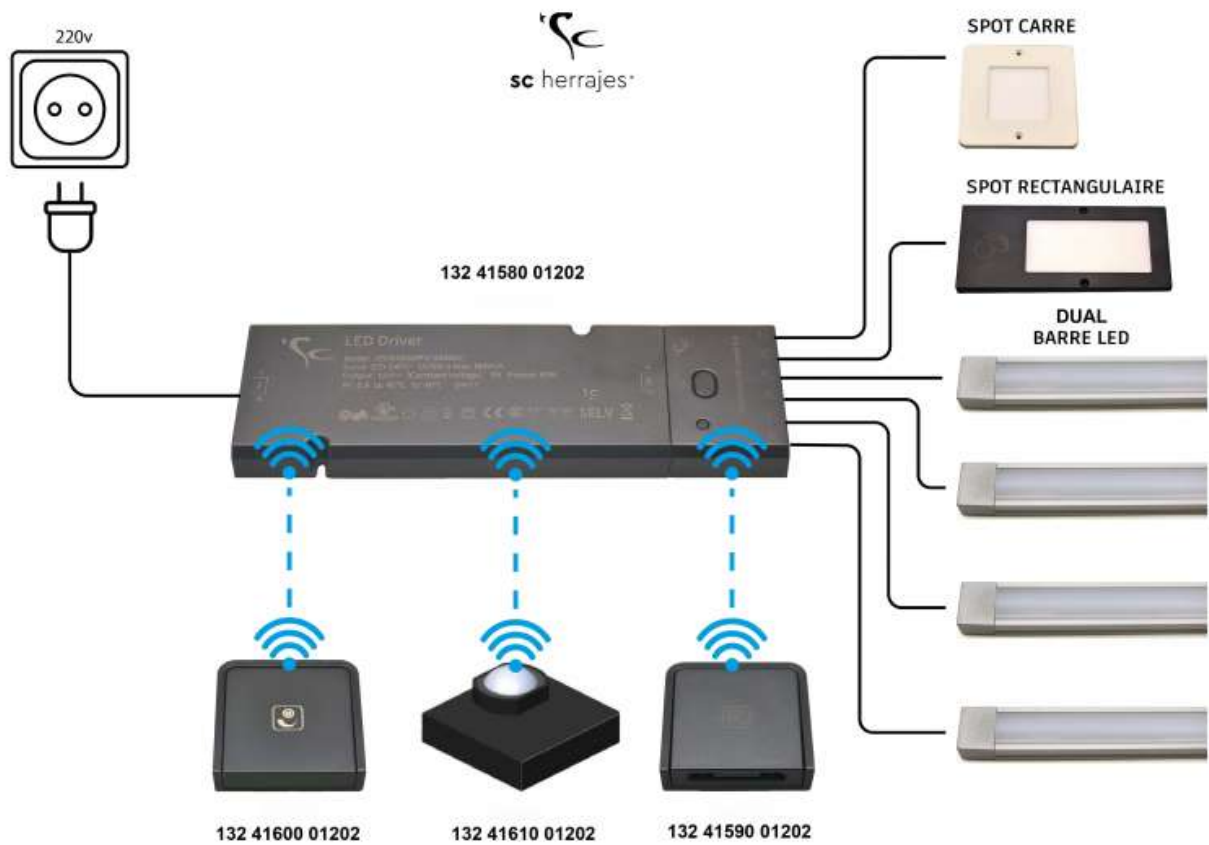 220v
sc herrajes
SPOT CARRE
SPOT RECTANGULAIRE
132 41580 01202
DUAL
BARRE LED
LED Driver
SELV
132 41600 01202
132 41610 01202
132 41590 01202